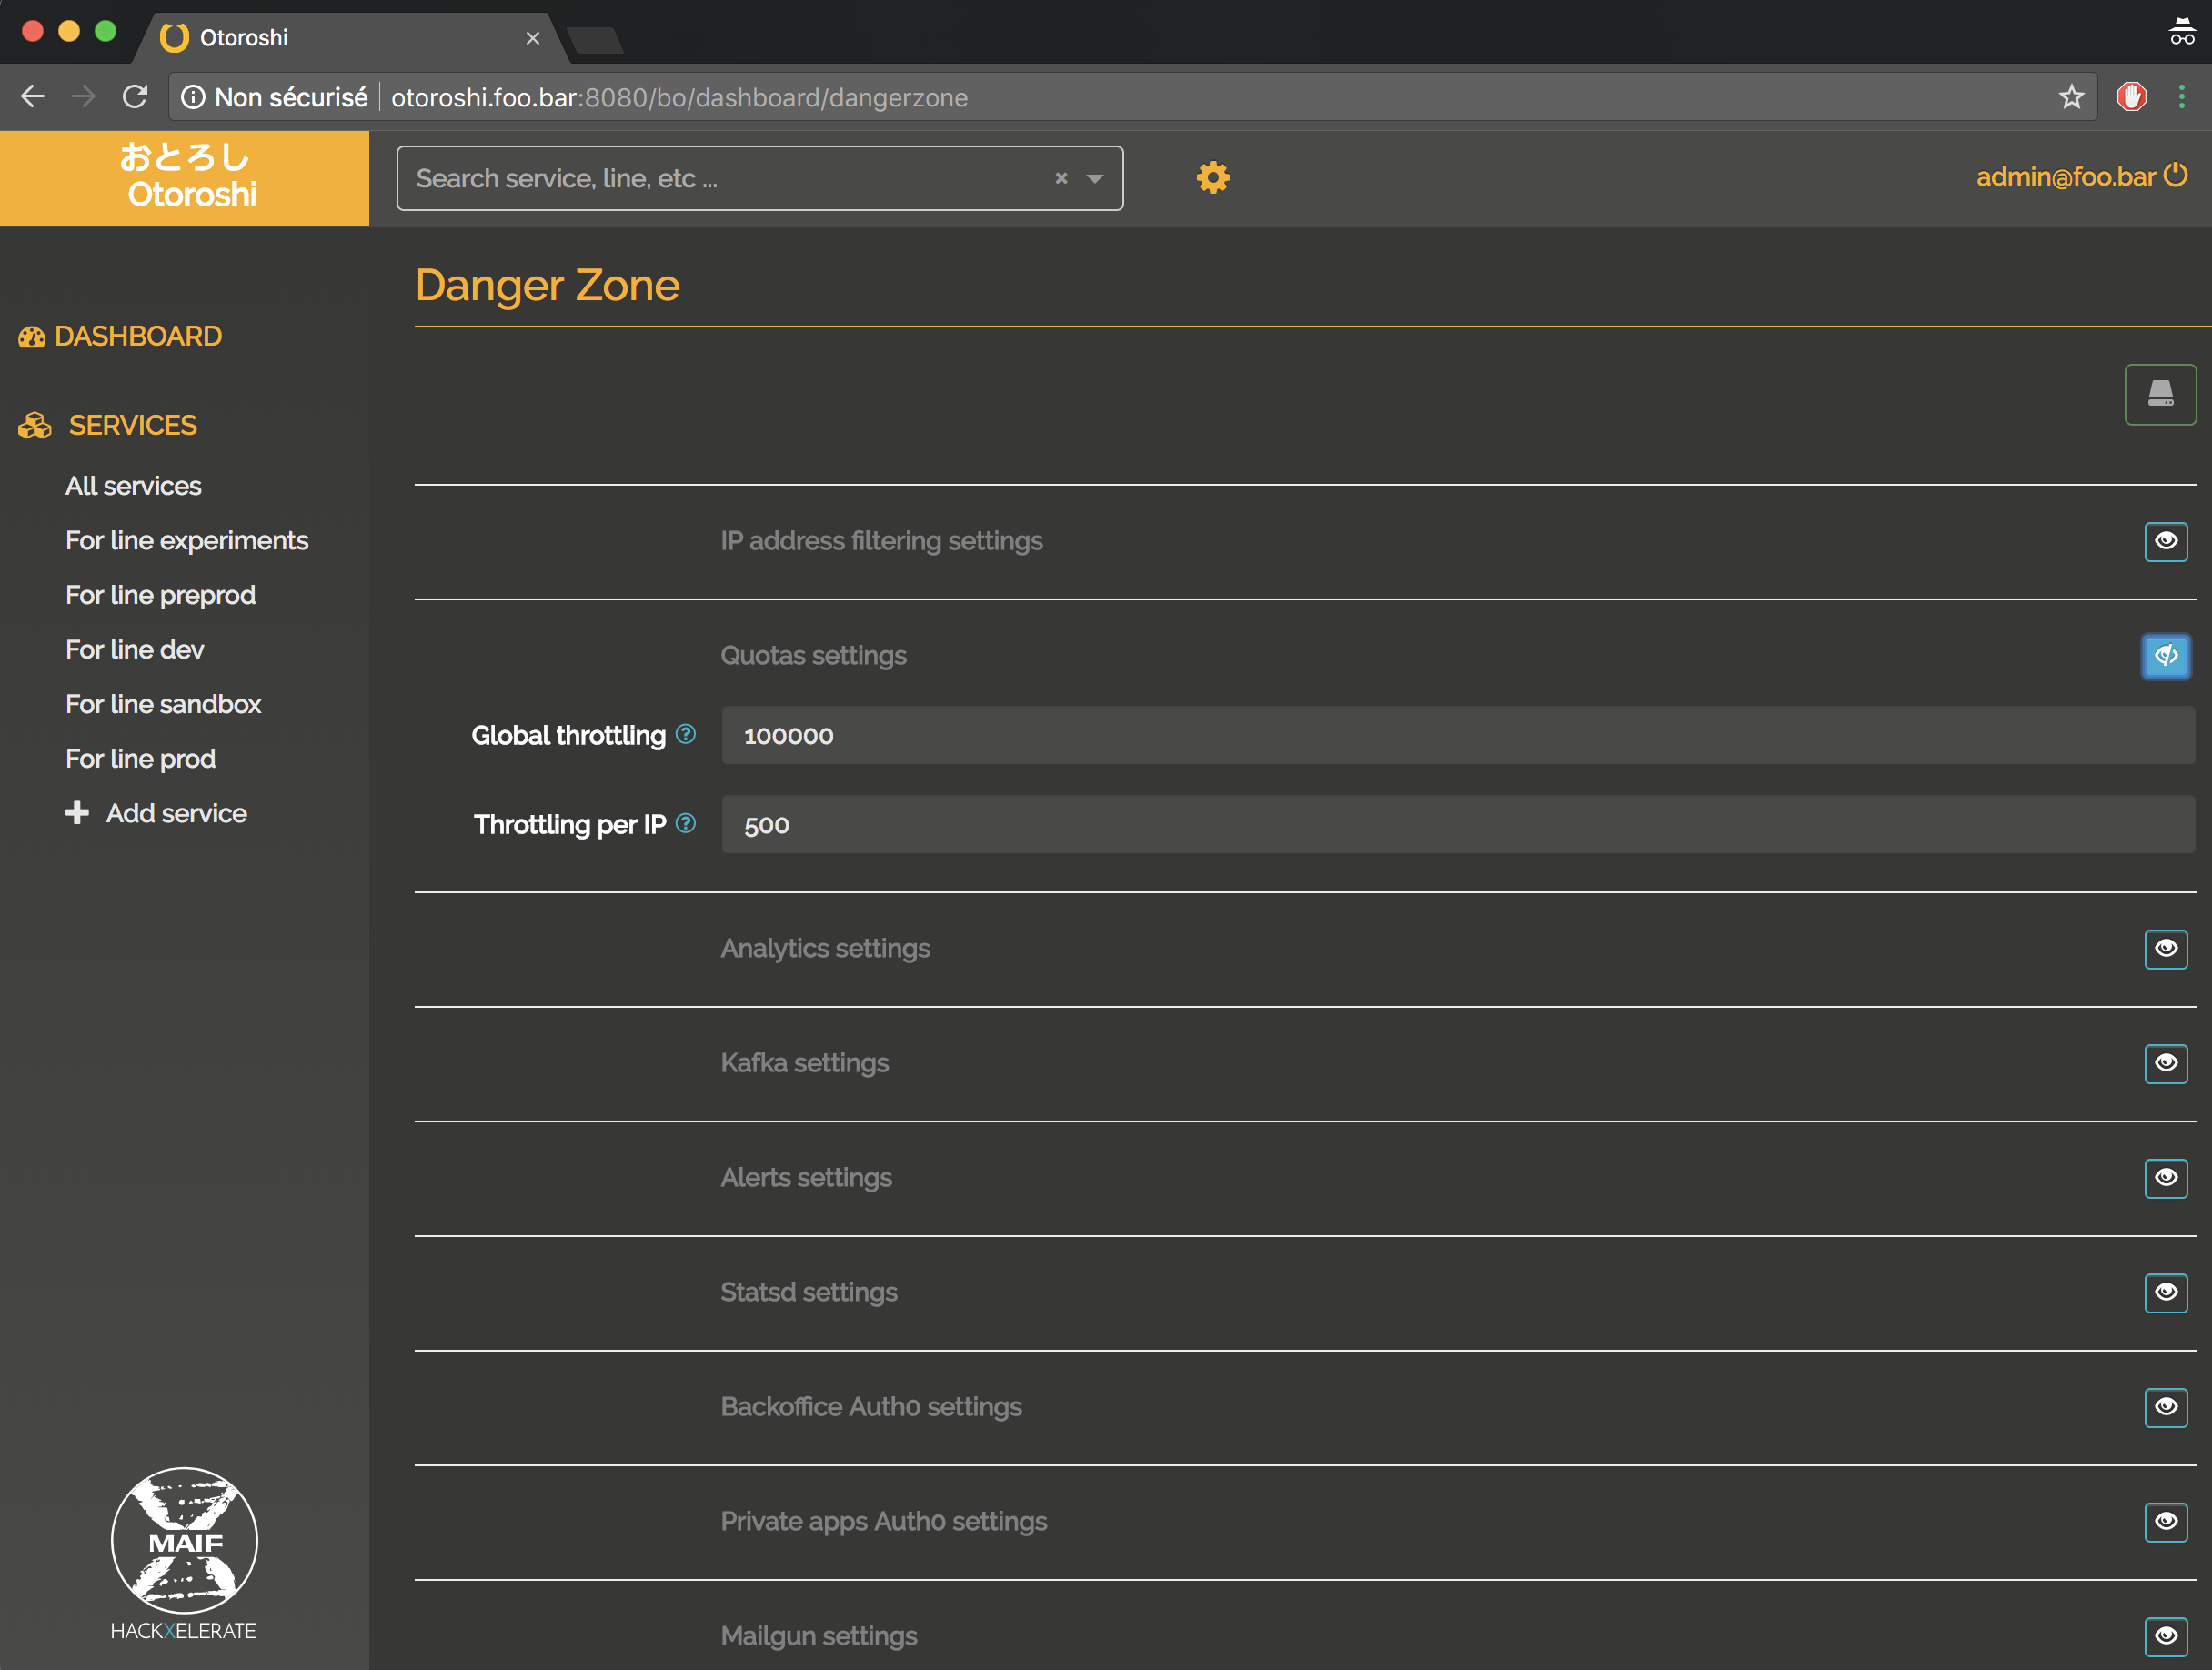 Otoroshi
Non sécurisé
otoroshi.foo.bar:8080/bo/dashboard/dangerzone
おとろし
Otoroshi
Search service, line, etc ...
admin@foo.bar
Danger Zone
DASHBOARD
SERVICES
All services
For line experiments
For line preprod
For line dev
For line sandbox
For line prod
Add service
IP address filtering settings
Quotas settings
Global throttling
100000
Throttling per IP
500
Analytics settings
Kafka settings
Alerts settings
Statsd settings
Backoffice Auth0 settings
Private apps Auth0 settings
Mailgun settings
MAIF
HACKXELERATE